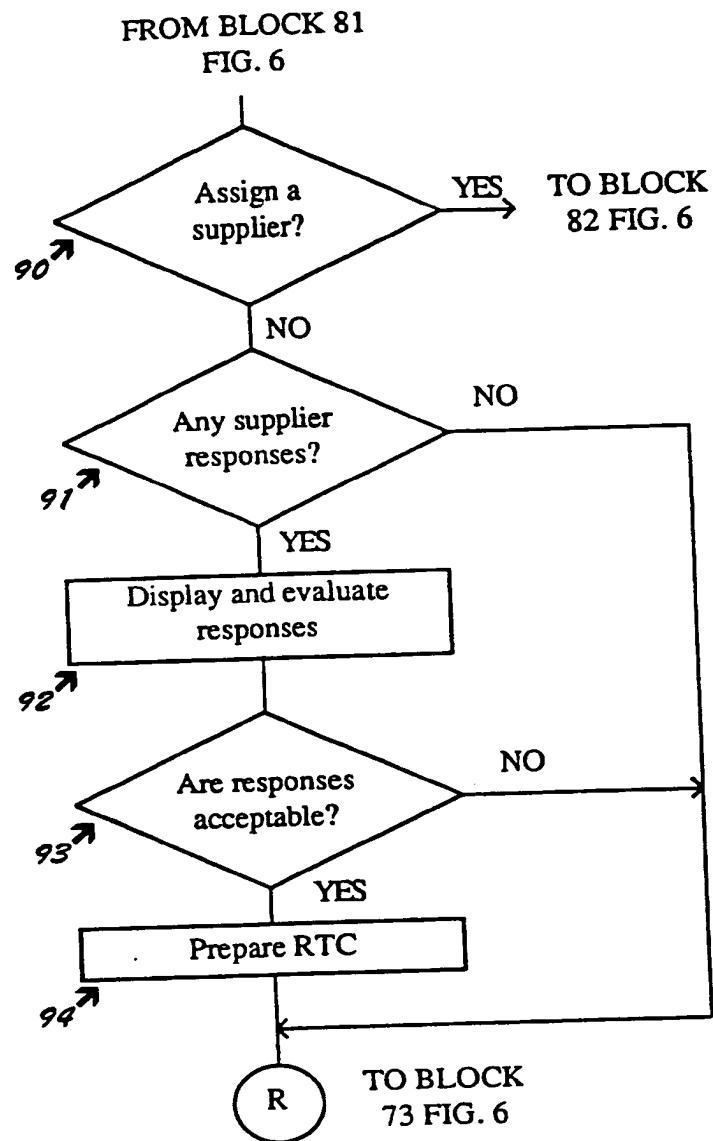 FROM BLOCK 81
FIG. 6
Assign a
supplier?
YES
TO BLOCK
82 FIG. 6
90
NO
Any supplier
responses?
NO
91
YES
Display and evaluate
responses
92
Are responses
acceptable?
NO
93
YES
Prepare RTC
94
R
TO BLOCK
73 FIG. 6